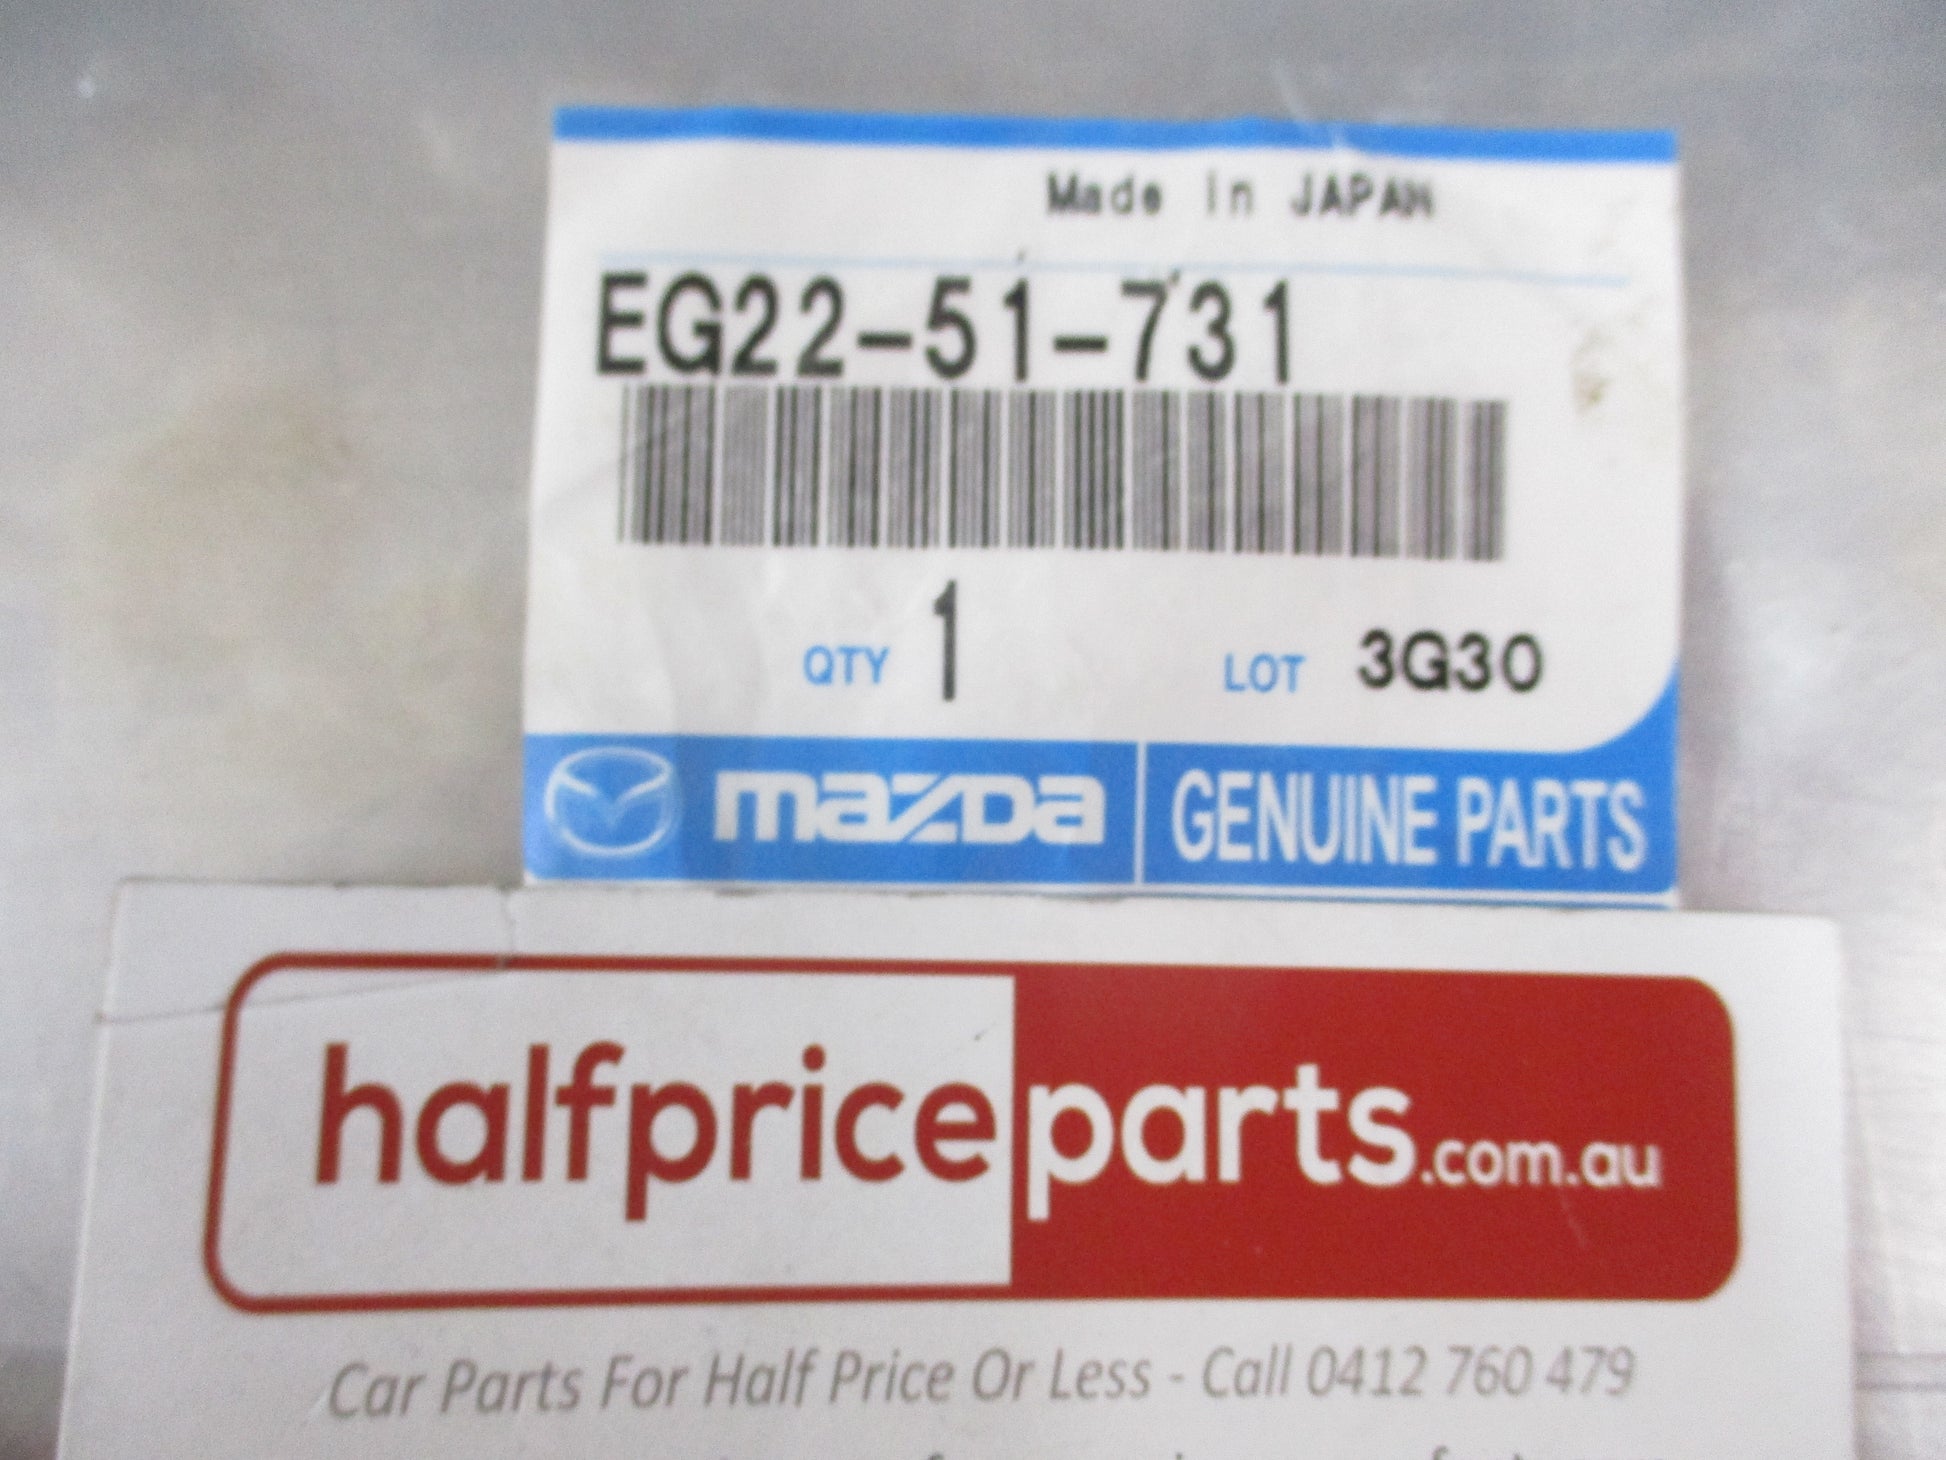 Made in JAPAN
EG22-51-731
QTY 1 LOT 3G30
mazda GENUINE PARTS
halfpriceparts.com.au
Car Parts For Half Price Or Less - Call 0412 760 479